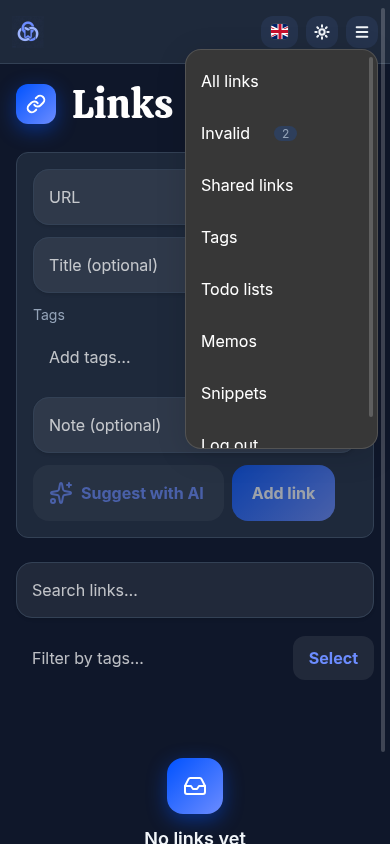 Links
All links
Invalid 2
Shared links
Tags
Todo lists
Memos
Snippets
Log out
URL
Title (optional)
Tags
Add tags...
Note (optional)
Suggest with AI
Add link
Search links...
Filter by tags...
Select
No links yet